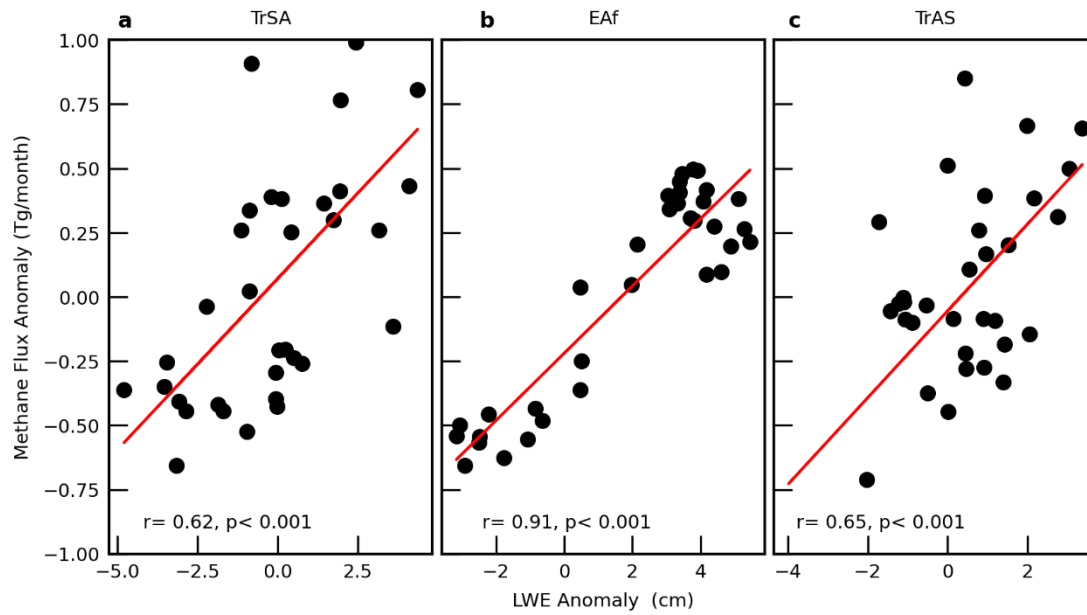 a TrSA
b EAf
c TrAS
Methane Flux Anomaly (Tg/month)
1.00
0.75
0.50
0.25
0.00
−0.25
−0.50
−0.75
−1.00
r= 0.62, p< 0.001
r= 0.91, p< 0.001
r= 0.65, p< 0.001
−5.0 −2.5 0.0 2.5
−2 0 2 4
−4 −2 0 2
LWE Anomaly (cm)